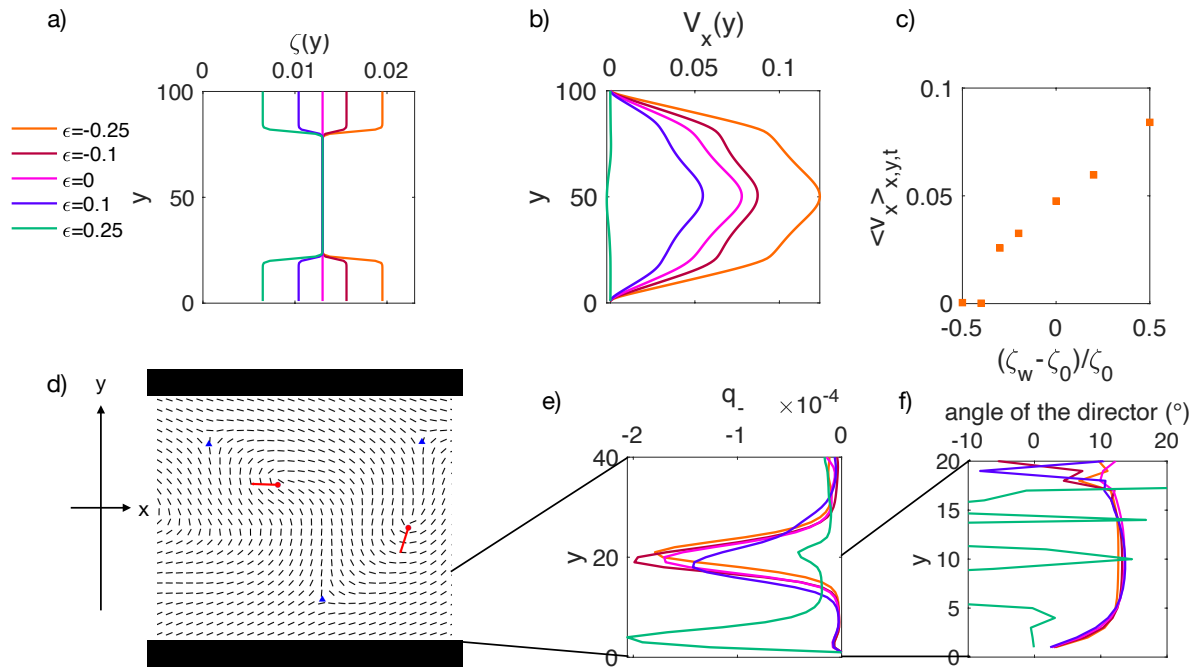 a)
ζ(y)
0 0.01 0.02
100
50
0
y
ϵ=-0.25
ϵ=-0.1
ϵ=0
ϵ=0.1
ϵ=0.25
b)
V_x(y)
0 0.05 0.1
100
50
0
y
c)
0.1
0.05
0
<v_x>_{x,y,t}
-0.5 0 0.5
(ζ_w-ζ_0)/ζ_0
d)
y
x
e)
q_- ×10^{-4}
-2 -1 0
40
20
0
y
f)
angle of the director (°)
-10 0 10 20
20
15
10
5
0
y